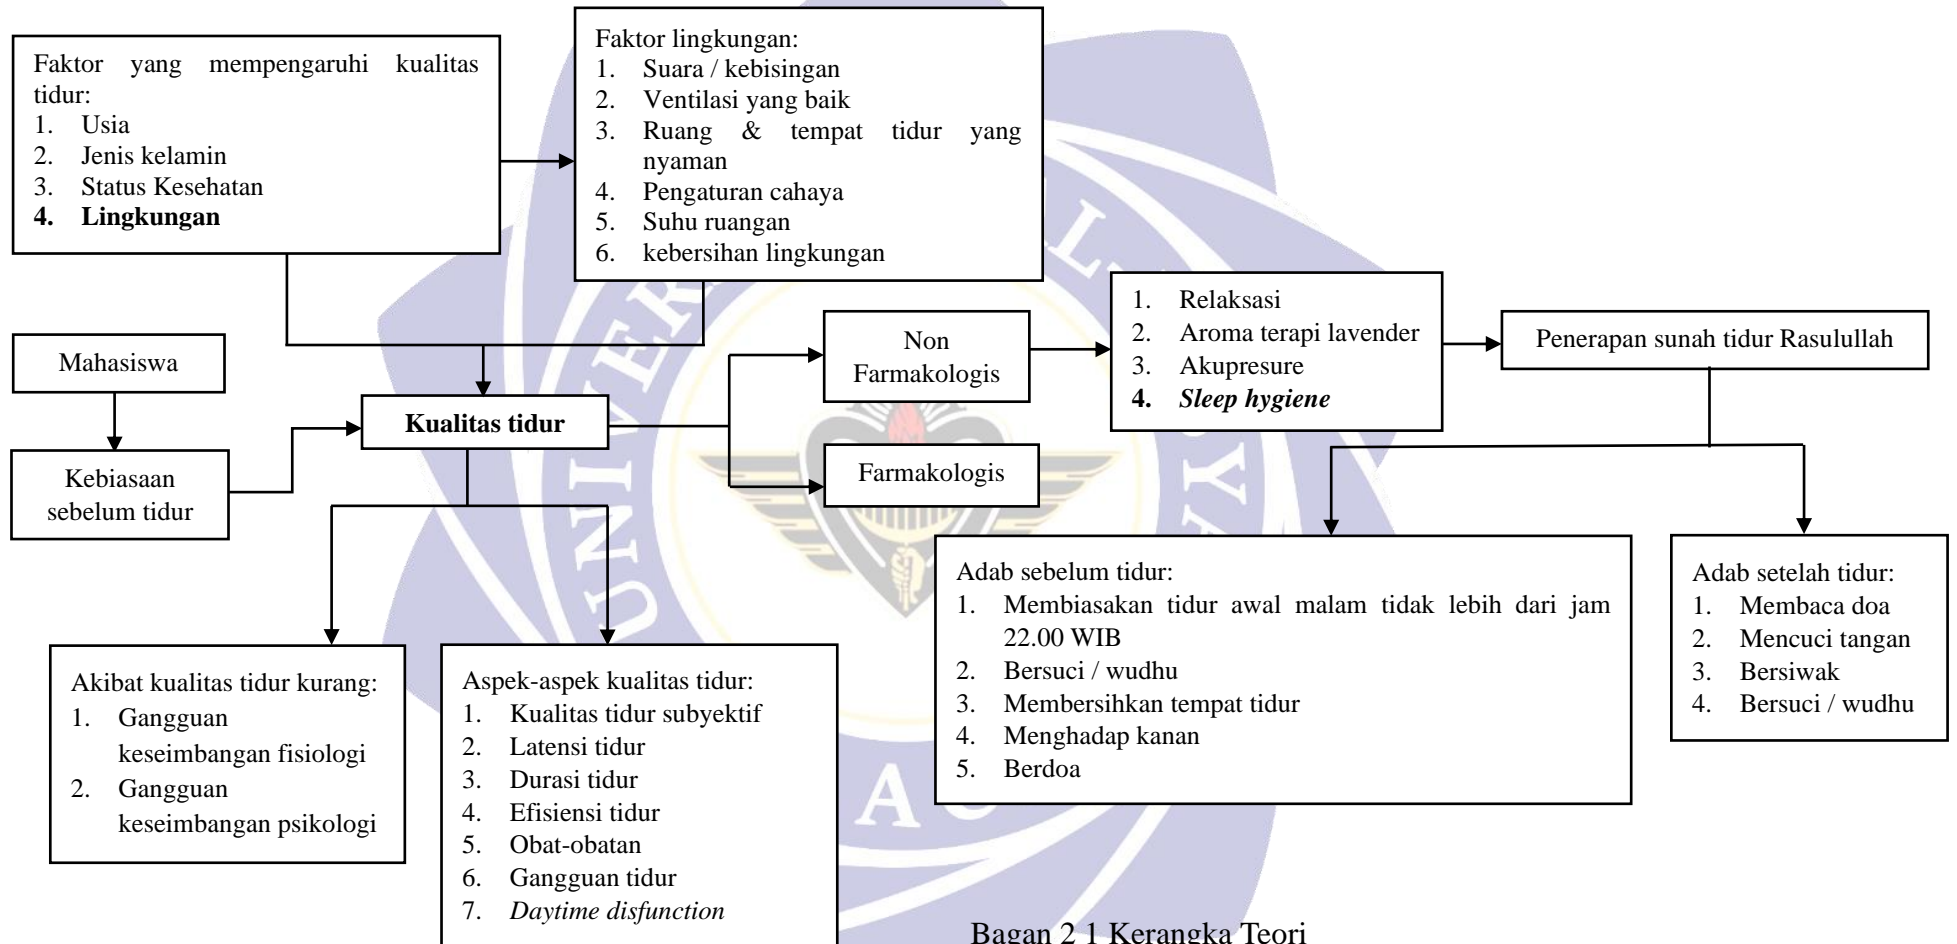 Faktor yang mempengaruhi kualitas
tidur:
1. Usia
2. Jenis kelamin
3. Status Kesehatan
4. Lingkungan
Faktor lingkungan:
1. Suara / kebisingan
2. Ventilasi yang baik
3. Ruang & tempat tidur yang
nyaman
4. Pengaturan cahaya
5. Suhu ruangan
6. kebersihan lingkungan
Mahasiswa
Kebiasaan
sebelum tidur
Kualitas tidur
Non
Farmakologis
Farmakologis
1. Relaksasi
2. Aroma terapi lavender
3. Akupresure
4. Sleep hygiene
Penerapan sunah tidur Rasulullah
Akibat kualitas tidur kurang:
1. Gangguan
keseimbangan fisiologi
2. Gangguan
keseimbangan psikologi
Aspek-aspek kualitas tidur:
1. Kualitas tidur subyektif
2. Latensi tidur
3. Durasi tidur
4. Efisiensi tidur
5. Obat-obatan
6. Gangguan tidur
7. Daytime disfunction
Adab sebelum tidur:
1. Membiasakan tidur awal malam tidak lebih dari jam
22.00 WIB
2. Bersuci / wudhu
3. Membersihkan tempat tidur
4. Menghadap kanan
5. Berdoa
Adab setelah tidur:
1. Membaca doa
2. Mencuci tangan
3. Bersiwak
4. Bersuci / wudhu
Bagan 2 1 Kerangka Teori